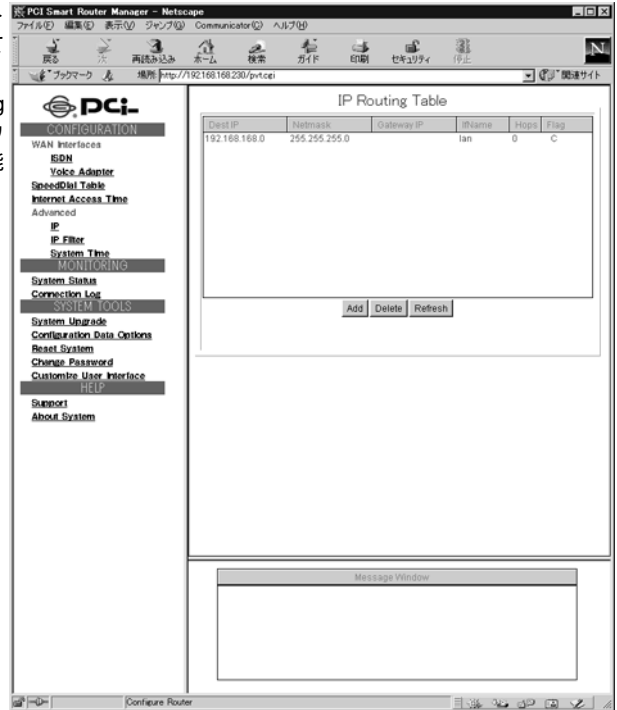 PCI Smart Router Manager - Netscape
ファイル(F) 編集(E) 表示(V) ジャンプ(G) Communicator(C) ヘルプ(H)
戻る 次 再読み込み ホーム 検索 ガイド 印刷 セキュリティ 停止
N
ブックマーク 場所: http://192.168.168.230/pvt.cgi 関連サイト
PCi
CONFIGURATION
WAN Interfaces
ISDN
Voice Adapter
SpeedDial Table
Internet Access Time
Advanced
IP
IP Filter
System Time
MONITORING
System Status
Connection Log
SYSTEM TOOLS
System Upgrade
Configuration Data Options
Reset System
Change Password
Customize User Interface
HELP
Support
About System
IP Routing Table
Dest IP Netmask Gateway IP IfName Hops Flag
192.168.168.0 255.255.255.0 lan 0 C
Add Delete Refresh
Message Window
Configure Router